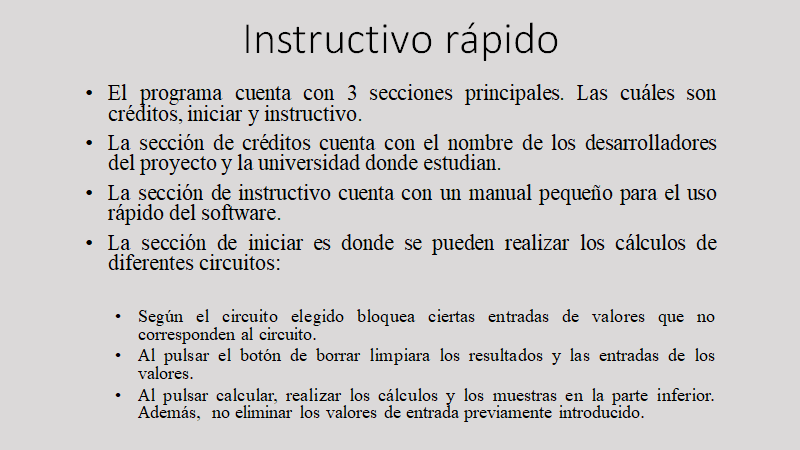 Instructivo rápido
• El programa cuenta con 3 secciones principales. Las cuáles son
créditos, iniciar y instructivo.
• La sección de créditos cuenta con el nombre de los desarrolladores
del proyecto y la universidad donde estudian.
• La sección de instructivo cuenta con un manual pequeño para el uso
rápido del software.
• La sección de iniciar es donde se pueden realizar los cálculos de
diferentes circuitos:
• Según el circuito elegido bloquea ciertas entradas de valores que no
corresponden al circuito.
• Al pulsar el botón de borrar limpiara los resultados y las entradas de los
valores.
• Al pulsar calcular, realizar los cálculos y los muestras en la parte inferior.
Además, no eliminar los valores de entrada previamente introducido.